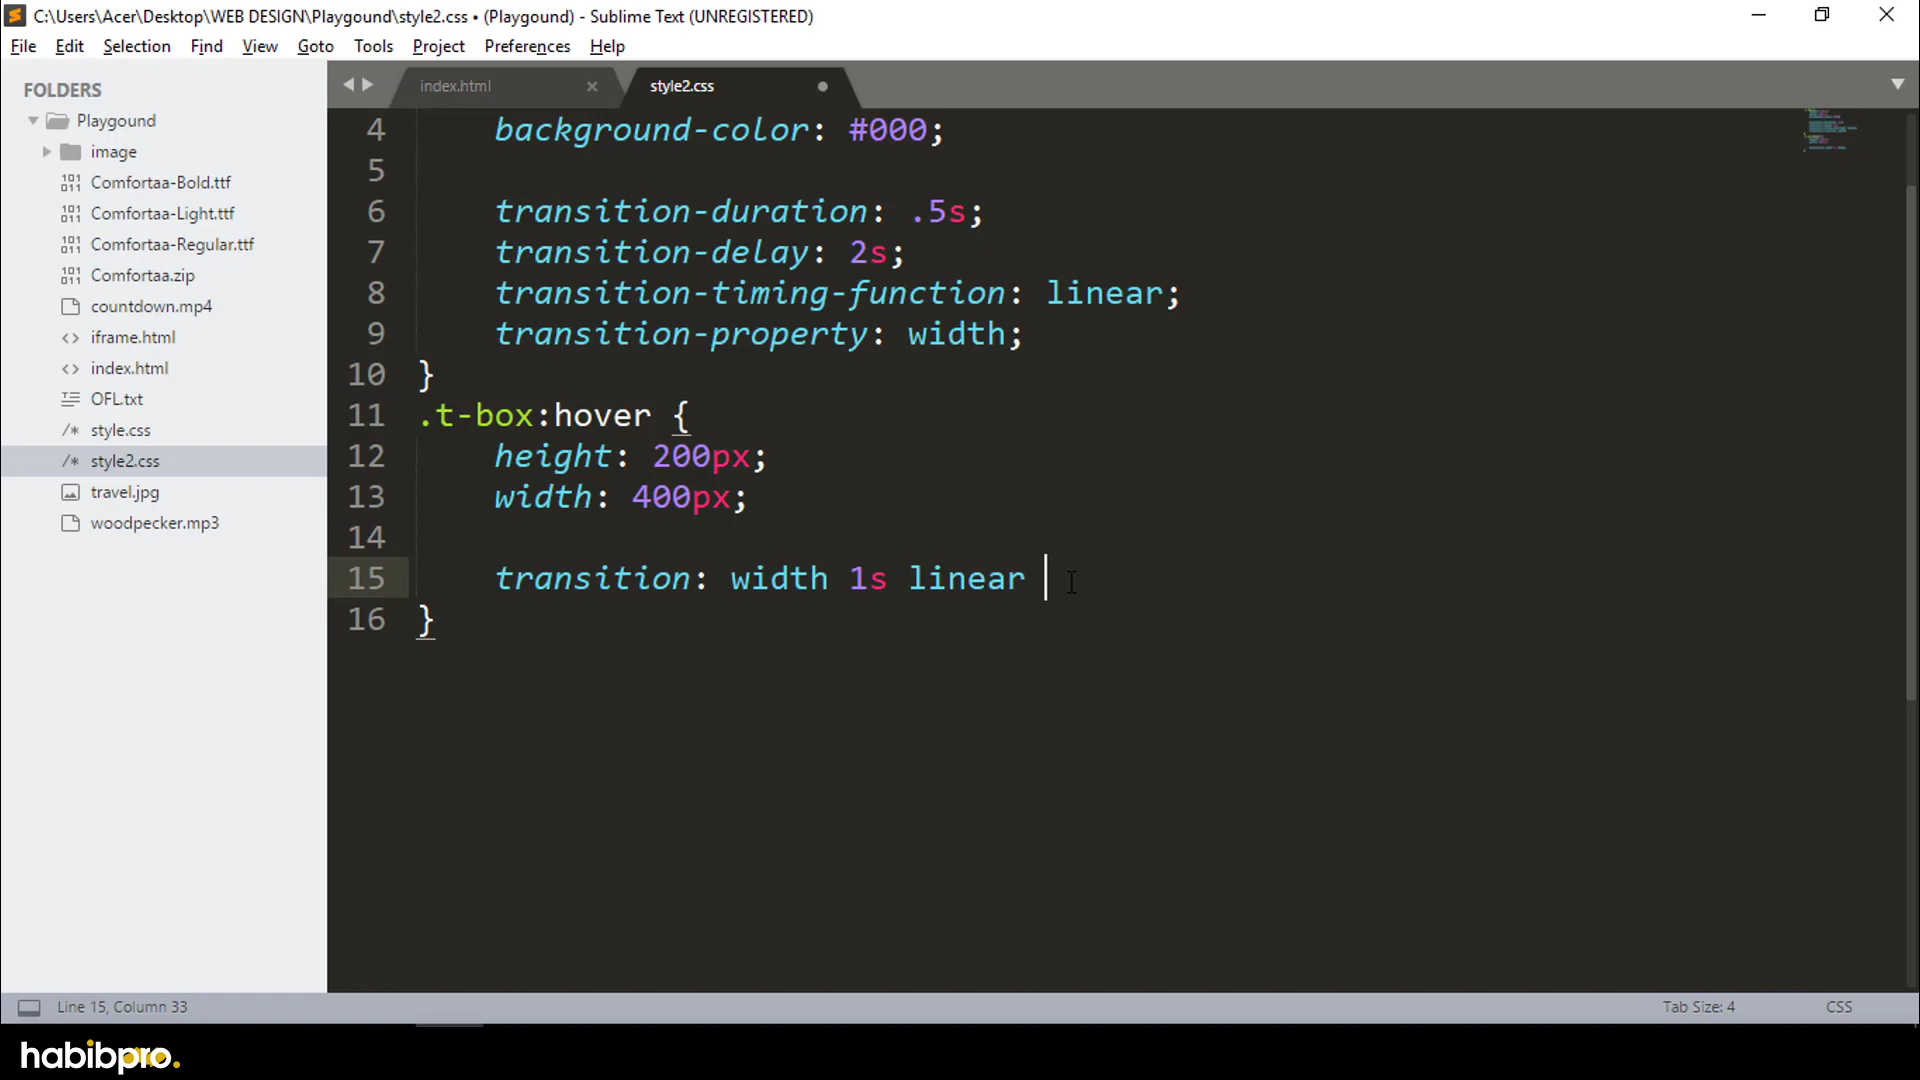 C:\Users\Acer\Desktop\WEB DESIGN\Playgound\style2.css • (Playgound) - Sublime Text (UNREGISTERED)
File Edit Selection Find View Goto Tools Project Preferences Help
FOLDERS
Playgound
image
Comfortaa-Bold.ttf
Comfortaa-Light.ttf
Comfortaa-Regular.ttf
Comfortaa.zip
countdown.mp4
iframe.html
index.html
OFL.txt
style.css
style2.css
travel.jpg
woodpecker.mp3
index.html style2.css
4 background-color: #000;
5
6 transition-duration: .5s;
7 transition-delay: 2s;
8 transition-timing-function: linear;
9 transition-property: width;
10 }
11 .t-box:hover {
12 height: 200px;
13 width: 400px;
14
15 transition: width 1s linear
16 }
Line 15, Column 33 Tab Size: 4 CSS
habibpro.